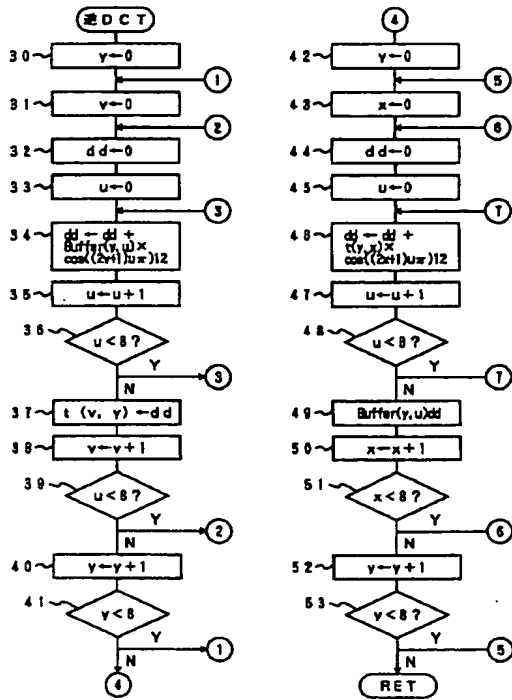 逆DCT
30
y←0
1
31
v←0
2
32
dd←0
33
u←0
3
34
dd ← dd +
Buffer(y,u)×
cos((2y+1)uπ)12
35
u←u+1
36
u<8?
Y
3
N
37
t (v, y) ←dd
38
v←v+1
39
u<8?
Y
2
N
40
y←y+1
41
y<8
Y
1
N
4
4
42
y←0
5
43
x←0
6
44
dd←0
45
u←0
7
46
dd ← dd +
t(y,x)×
cos((2x+1)uπ)12
47
u←u+1
48
u<8?
Y
7
N
49
Buffer(y,u)dd
50
x←x+1
51
x<8?
Y
6
N
52
y←y+1
53
y<8?
Y
5
N
RET